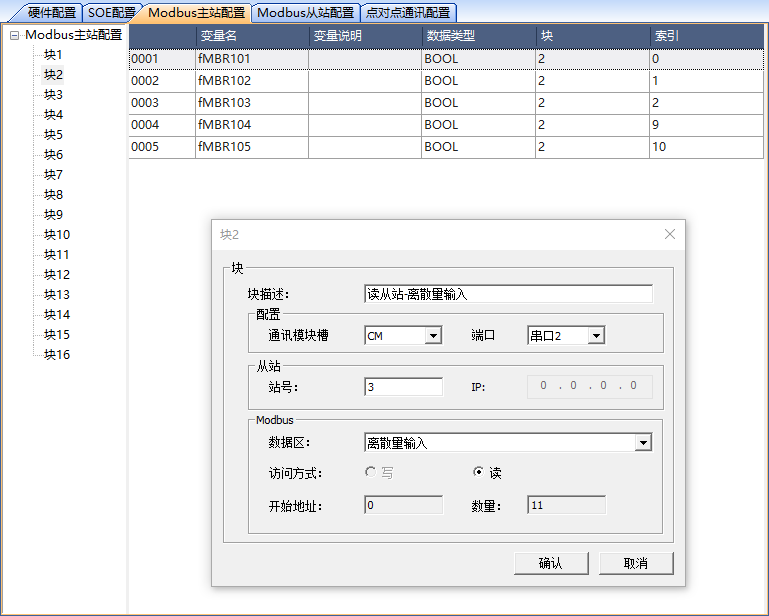 硬件配置 SOE配置 Modbus主站配置 Modbus从站配置 点对点通讯配置
Modbus主站配置
块1
块2
块3
块4
块5
块6
块7
块8
块9
块10
块11
块12
块13
块14
块15
块16
变量名 变量说明 数据类型 块 索引
0001 fMBR101 BOOL 2 0
0002 fMBR102 BOOL 2 1
0003 fMBR103 BOOL 2 2
0004 fMBR104 BOOL 2 9
0005 fMBR105 BOOL 2 10
块2
块
块描述: 读从站-离散量输入
配置
通讯模块槽 CM 端口 串口2
从站
站号: 3 IP: 0 . 0 . 0 . 0
Modbus
数据区: 离散量输入
访问方式: 写 读
开始地址: 0 数量: 11
确认 取消